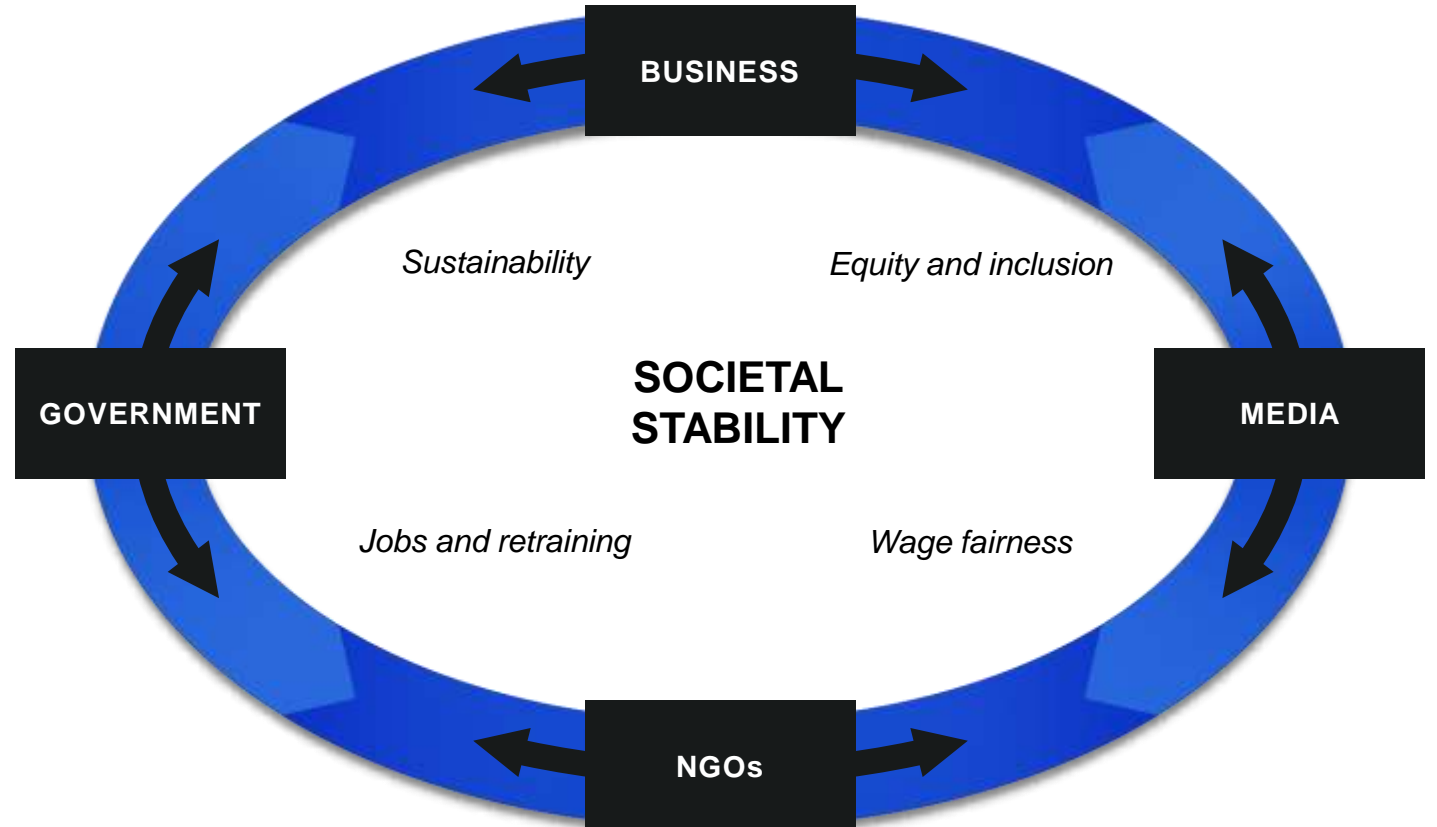 BUSINESS
Sustainability
Equity and inclusion
GOVERNMENT
SOCIETAL
STABILITY
MEDIA
Jobs and retraining
Wage fairness
NGOs